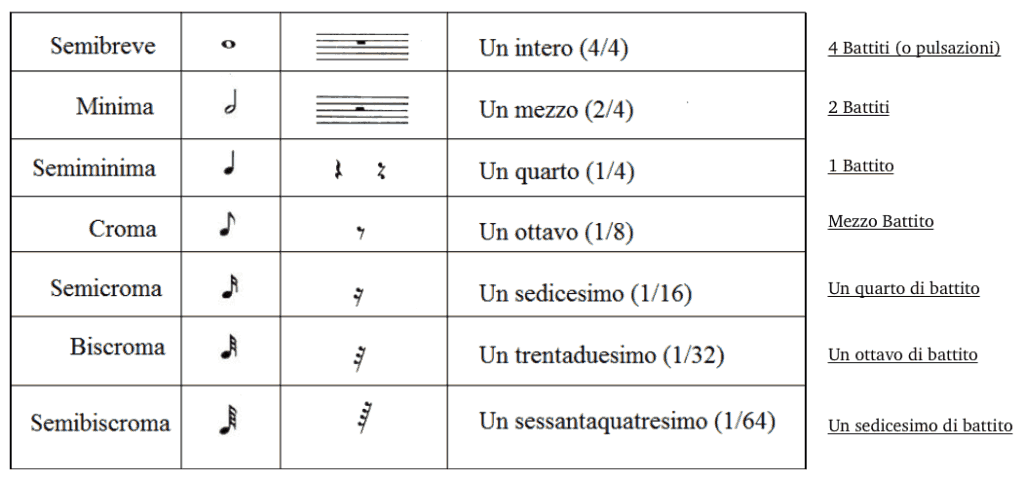 Semibreve Un intero (4/4) 4 Battiti (o pulsazioni)
Minima Un mezzo (2/4) 2 Battiti
Semiminima Un quarto (1/4) 1 Battito
Croma Un ottavo (1/8) Mezzo Battito
Semicroma Un sedicesimo (1/16) Un quarto di battito
Biscroma Un trentaduesimo (1/32) Un ottavo di battito
Semibiscroma Un sessantaquatresimo (1/64) Un sedicesimo di battito